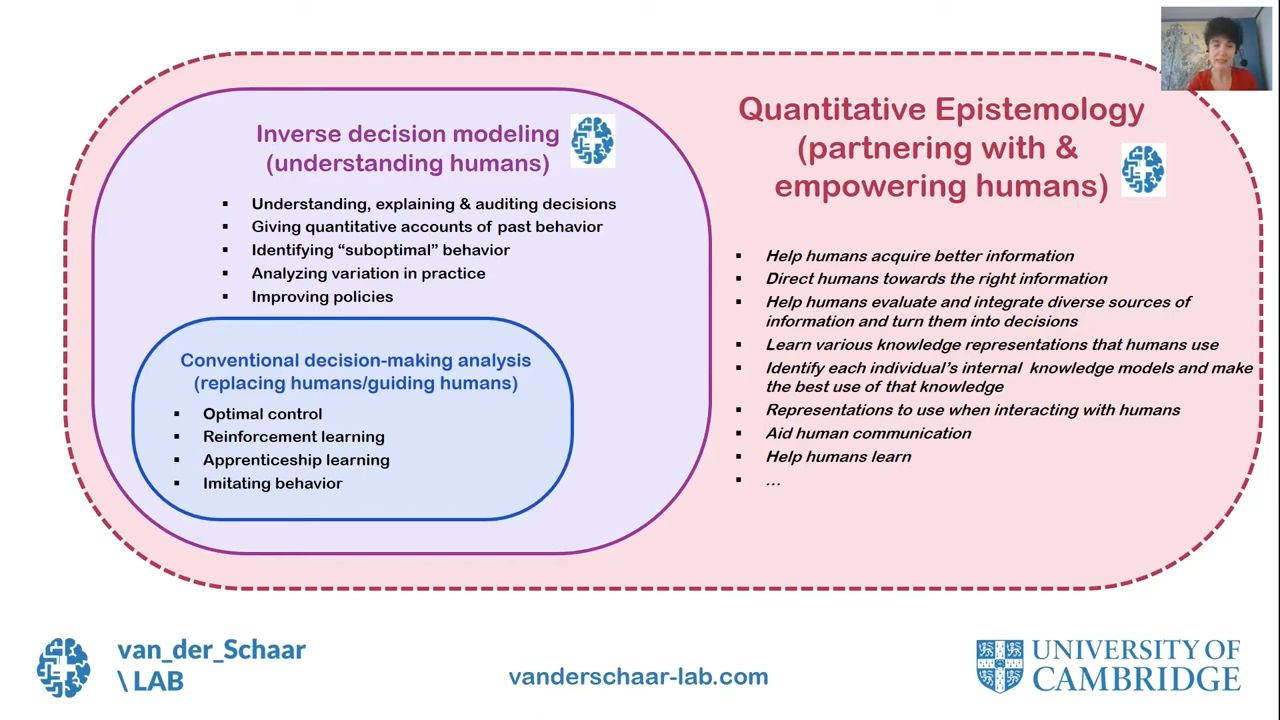 Inverse decision modeling
(understanding humans)
▪ Understanding, explaining & auditing decisions
▪ Giving quantitative accounts of past behavior
▪ Identifying “suboptimal” behavior
▪ Analyzing variation in practice
▪ Improving policies
Conventional decision-making analysis
(replacing humans/guiding humans)
▪ Optimal control
▪ Reinforcement learning
▪ Apprenticeship learning
▪ Imitating behavior
Quantitative Epistemology
(partnering with &
empowering humans)
▪ Help humans acquire better information
▪ Direct humans towards the right information
▪ Help humans evaluate and integrate diverse sources of
information and turn them into decisions
▪ Learn various knowledge representations that humans use
▪ Identify each individual’s internal knowledge models and make
the best use of that knowledge
▪ Representations to use when interacting with humans
▪ Aid human communication
▪ Help humans learn
▪ ...
van_der_Schaar
\ LAB
vanderschaar-lab.com
UNIVERSITY OF
CAMBRIDGE